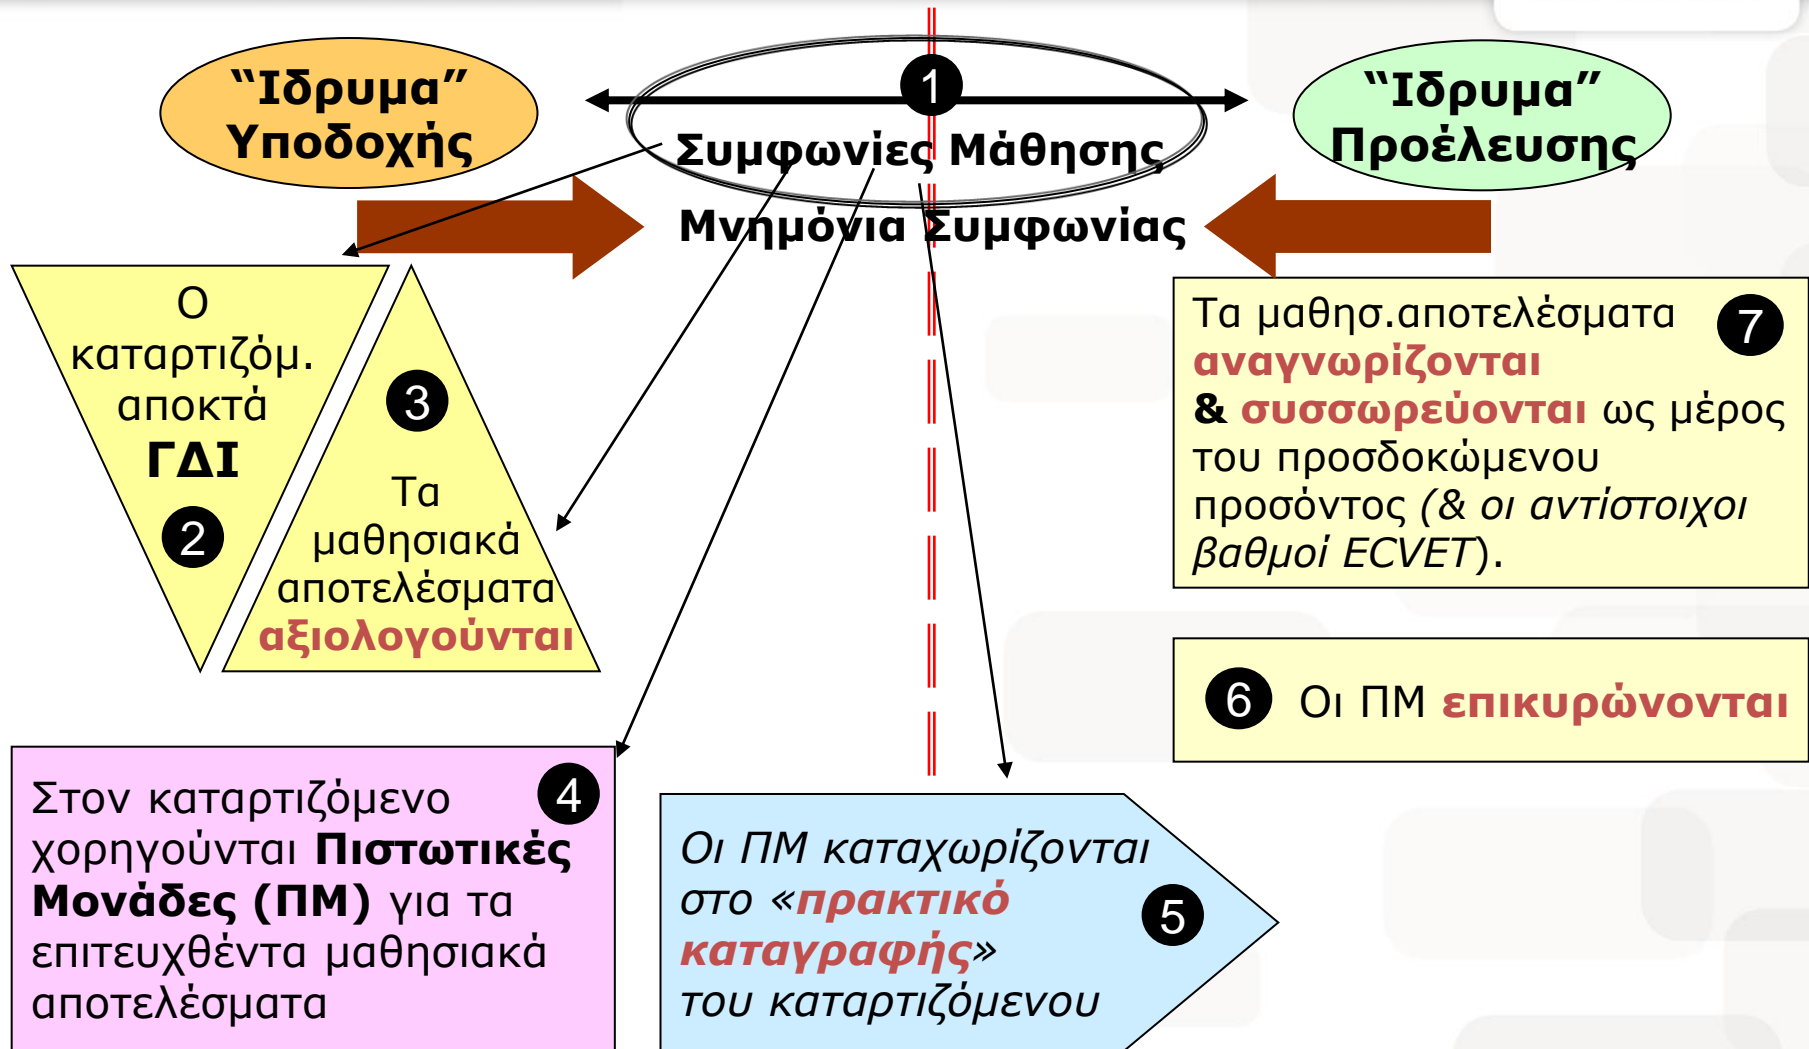 “Ιδρυμα”
Υποδοχής
1
Συμφωνίες Μάθησης
Μνημόνια Συμφωνίας
“Ιδρυμα”
Προέλευσης
Ο
καταρτιζόμ.
αποκτά
ΓΔΙ
2
3
Τα
μαθησιακά
αποτελέσματα
αξιολογούνται
Στον καταρτιζόμενο
χορηγούνται Πιστωτικές
Μονάδες (ΠΜ) για τα
επιτευχθέντα μαθησιακά
αποτελέσματα
4
Οι ΠΜ καταχωρίζονται
στο «πρακτικό
καταγραφής»
του καταρτιζόμενου
5
6
Οι ΠΜ επικυρώνονται
Τα μαθησ.αποτελέσματα
αναγνωρίζονται
& συσσωρεύονται ως μέρος
του προσδοκώμενου
προσόντος (& οι αντίστοιχοι
βαθμοί ECVET).
7